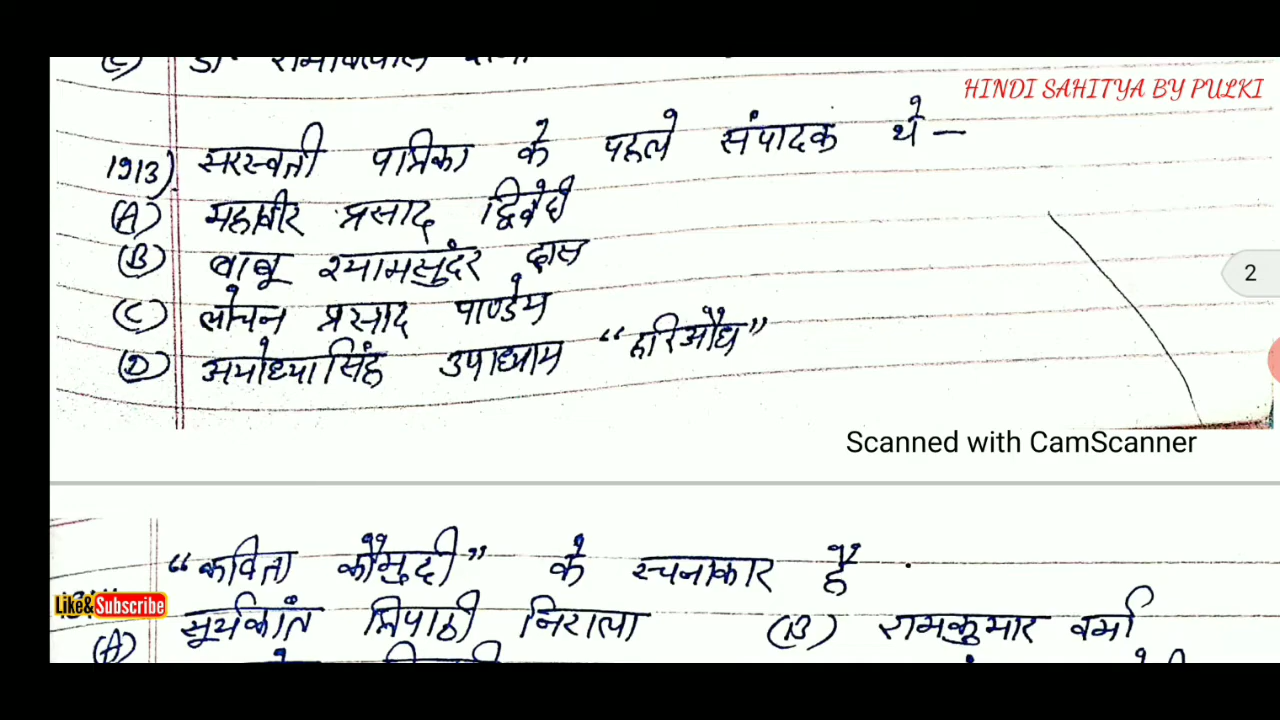 HINDI SAHITYA BY PULKI
1913) सरस्वती पत्रिका के पहले संपादक थे –
(A) महावीर प्रसाद द्विवेदी
(B) बाबू श्यामसुंदर दास
(C) लोचन प्रसाद पाण्डेय
(D) अयोध्यासिंह उपाध्याय "हरिऔध"
2
Scanned with CamScanner
"कविता कौमुदी" के रचनाकार हैं .
Like& Subscribe
(A) सूर्यकांत त्रिपाठी निराला (B) रामकुमार वर्मा